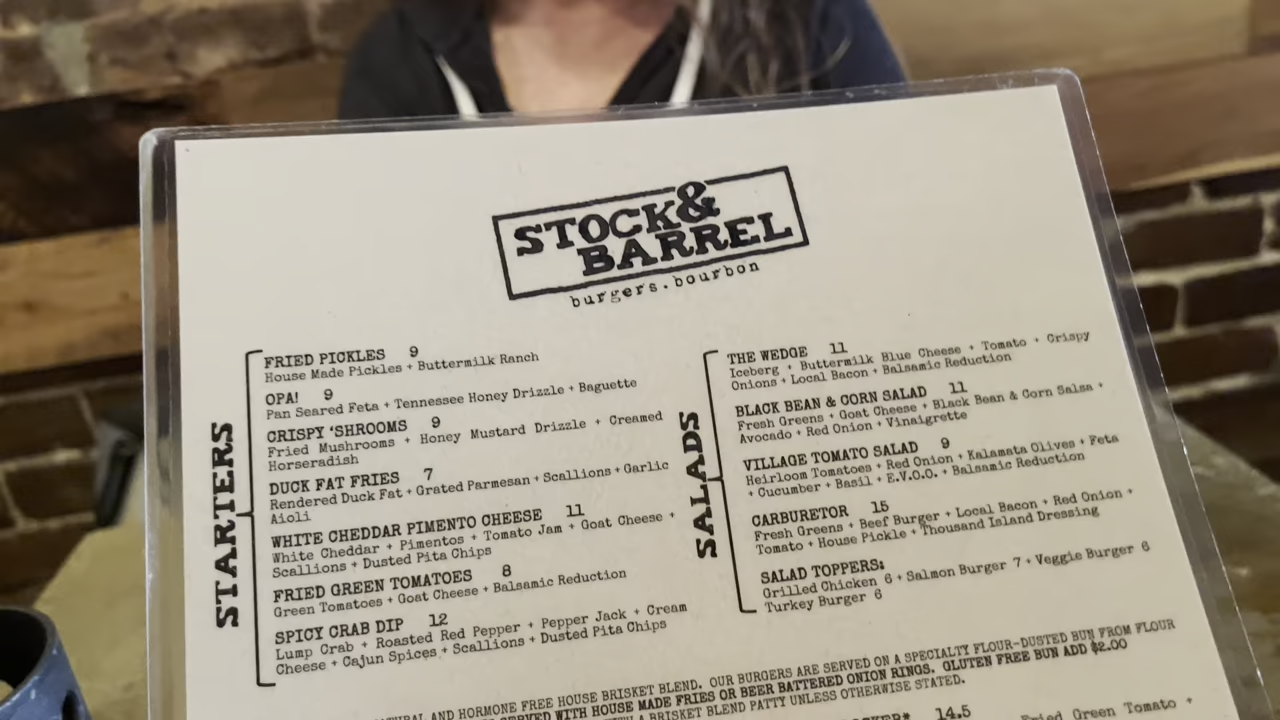 STOCK&
BARREL
burgers.bourbon
STARTERS
FRIED PICKLES 9
House Made Pickles + Buttermilk Ranch
OPA! 9
Pan Seared Feta + Tennessee Honey Drizzle + Baguette
CRISPY 'SHROOMS 9
Fried Mushrooms + Honey Mustard Drizzle + Creamed
Horseradish
DUCK FAT FRIES 7
Rendered Duck Fat + Grated Parmesan + Scallions + Garlic
Aioli
WHITE CHEDDAR PIMENTO CHEESE 11
White Cheddar + Pimentos + Tomato Jam + Goat Cheese +
Scallions + Dusted Pita Chips
FRIED GREEN TOMATOES 8
Green Tomatoes + Goat Cheese + Balsamic Reduction
SPICY CRAB DIP 12
Lump Crab + Roasted Red Pepper + Pepper Jack + Cream
Cheese + Cajun Spices + Scallions + Dusted Pita Chips
SALADS
THE WEDGE 11
Iceberg + Buttermilk Blue Cheese + Tomato + Crispy
Onions + Local Bacon + Balsamic Reduction
BLACK BEAN & CORN SALAD 11
Fresh Greens + Goat Cheese + Black Bean & Corn Salsa +
Avocado + Red Onion + Vinaigrette
VILLAGE TOMATO SALAD 9
Heirloom Tomatoes + Red Onion + Kalamata Olives + Feta
+ Cucumber + Basil + E.V.O.O. + Balsamic Reduction
CARBURETOR 15
Fresh Greens + Beef Burger + Local Bacon + Red Onion +
Tomato + House Pickle + Thousand Island Dressing
SALAD TOPPERS:
Grilled Chicken 6 + Salmon Burger 7 + Veggie Burger 6
Turkey Burger 6
AND HORMONE FREE HOUSE BRISKET BLEND. OUR BURGERS ARE SERVED ON A SPECIALTY FLOUR-DUSTED BUN FROM FLOUR
SERVED WITH HOUSE MADE FRIES OR BEER BATTERED ONION RINGS. GLUTEN FREE BUN ADD $2.00
A BRISKET BLEND PATTY UNLESS OTHERWISE STATED.
14.5
Fried Green Tomato +